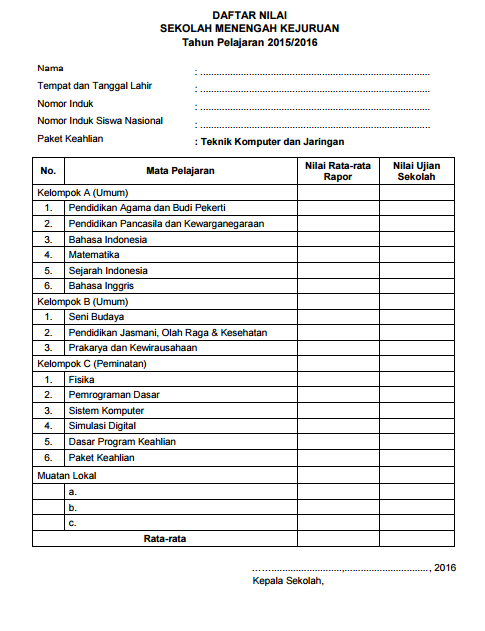 DAFTAR NILAI
SEKOLAH MENENGAH KEJURUAN
Tahun Pelajaran 2015/2016
Nama : ................................................................................
Tempat dan Tanggal Lahir : ................................................................................
Nomor Induk : ................................................................................
Nomor Induk Siswa Nasional : ................................................................................
Paket Keahlian : Teknik Komputer dan Jaringan
No. Mata Pelajaran Nilai Rata-rata Rapor Nilai Ujian Sekolah
Kelompok A (Umum)
1. Pendidikan Agama dan Budi Pekerti
2. Pendidikan Pancasila dan Kewarganegaraan
3. Bahasa Indonesia
4. Matematika
5. Sejarah Indonesia
6. Bahasa Inggris
Kelompok B (Umum)
1. Seni Budaya
2. Pendidikan Jasmani, Olah Raga & Kesehatan
3. Prakarya dan Kewirausahaan
Kelompok C (Peminatan)
1. Fisika
2. Pemrograman Dasar
3. Sistem Komputer
4. Simulasi Digital
5. Dasar Program Keahlian
6. Paket Keahlian
Muatan Lokal
a.
b.
c.
Rata-rata
..............................,..............................., 2016
Kepala Sekolah,